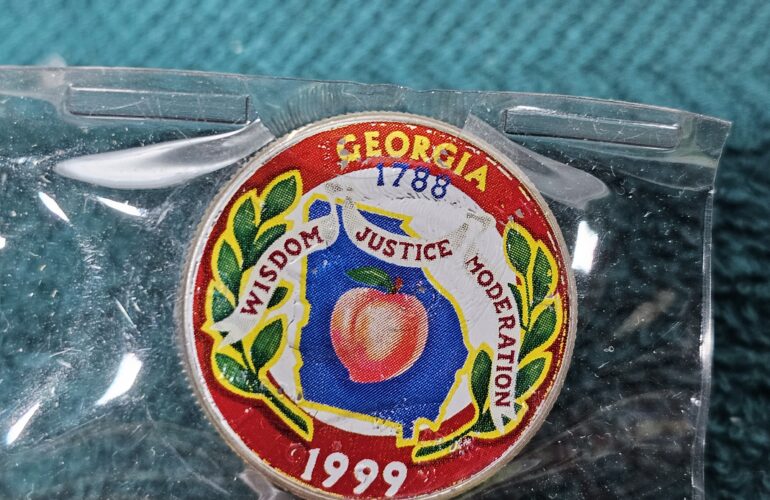 GEORGIA
1788
WISDOM
JUSTICE
MODERATION
1999